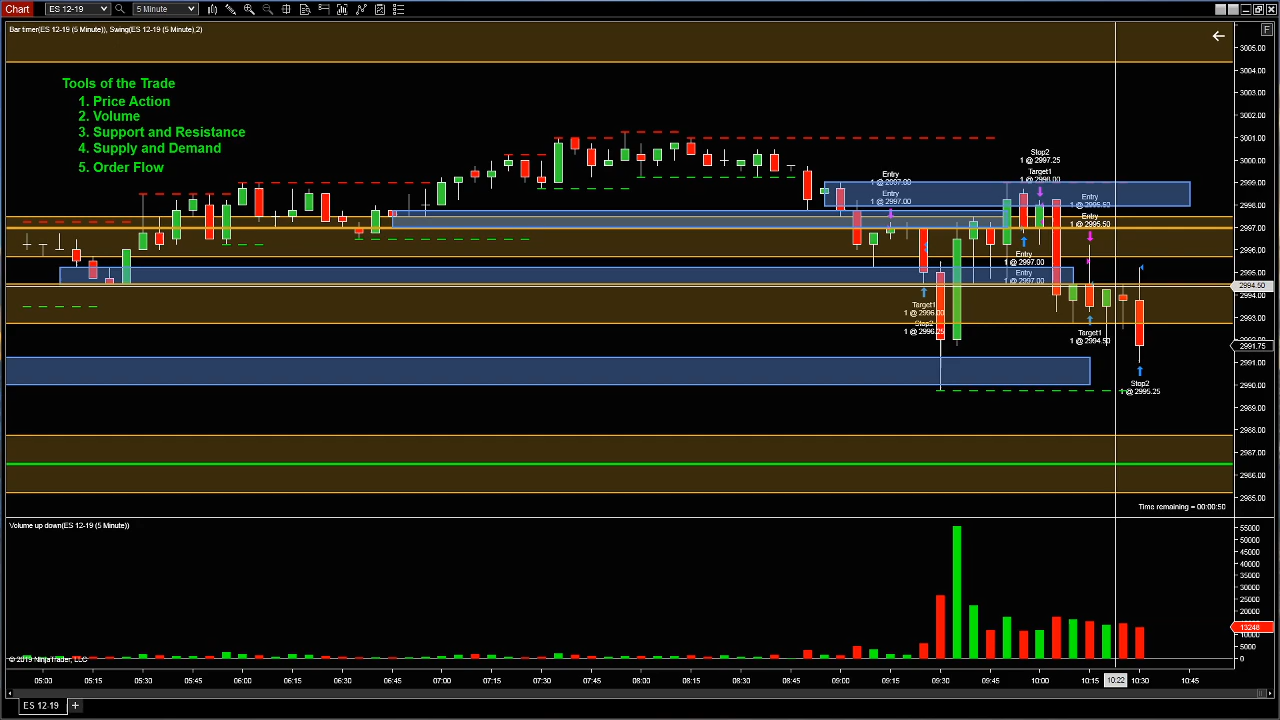 Chart ES 12-19 5 Minute
Bar timer(ES 12-19 (5 Minute)), Swing(ES 12-19 (5 Minute),2)
F
Tools of the Trade
1. Price Action
2. Volume
3. Support and Resistance
4. Supply and Demand
5. Order Flow
3005.00
3004.00
3003.00
3002.00
3001.00
3000.00
2999.00
2998.00
2997.00
2996.00
2995.00
2994.50
2994.00
2993.00
2991.75
2991.00
2990.00
2989.00
2988.00
2987.00
2986.00
2985.00
Entry
Entry
1 @ 2997.00
Target1
1 @ 2996.00
Stop2
1 @ 2997.25
Target1
1 @ 2998.00
Entry
1 @ 2997.00
Entry
1 @ 2997.00
Entry
1 @ 2995.50
Entry
Target1
1 @ 2994.50
Stop2
1 @ 2995.25
Time remaining = 00:00:50
Volume up down(ES 12-19 (5 Minute))
55000
50000
45000
40000
35000
30000
25000
20000
15000
13246
10000
5000
0
© 2019 NinjaTrader, LLC
05:00 05:15 05:30 05:45 06:00 06:15 06:30 06:45 07:00 07:15 07:30 07:45 08:00 08:15 08:30 08:45 09:00 09:15 09:30 09:45 10:00 10:15 10:22 10:30 10:45
ES 12-19 +